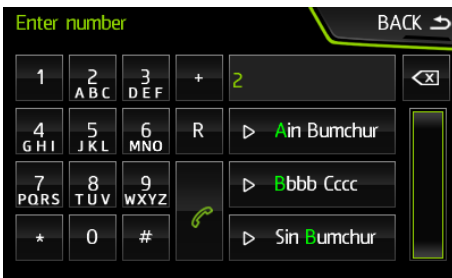 Enter number BACK
1 2 3 + 2
ABC DEF
4 5 6 R Ain Bumchur
GHI JKL MNO
7 8 9 Bbbb Cccc
PQRS TUV WXYZ
* 0 # Sin Bumchur